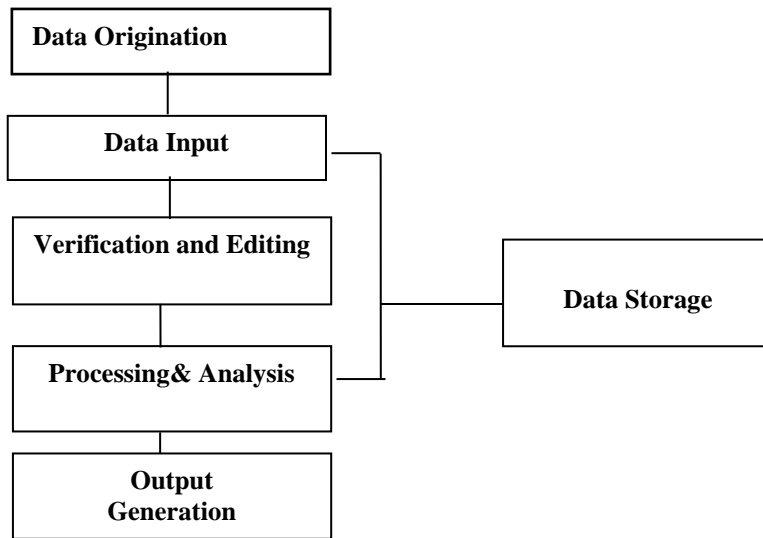 Data Origination
Data Input
Verification and Editing
Data Storage
Processing& Analysis
Output
Generation